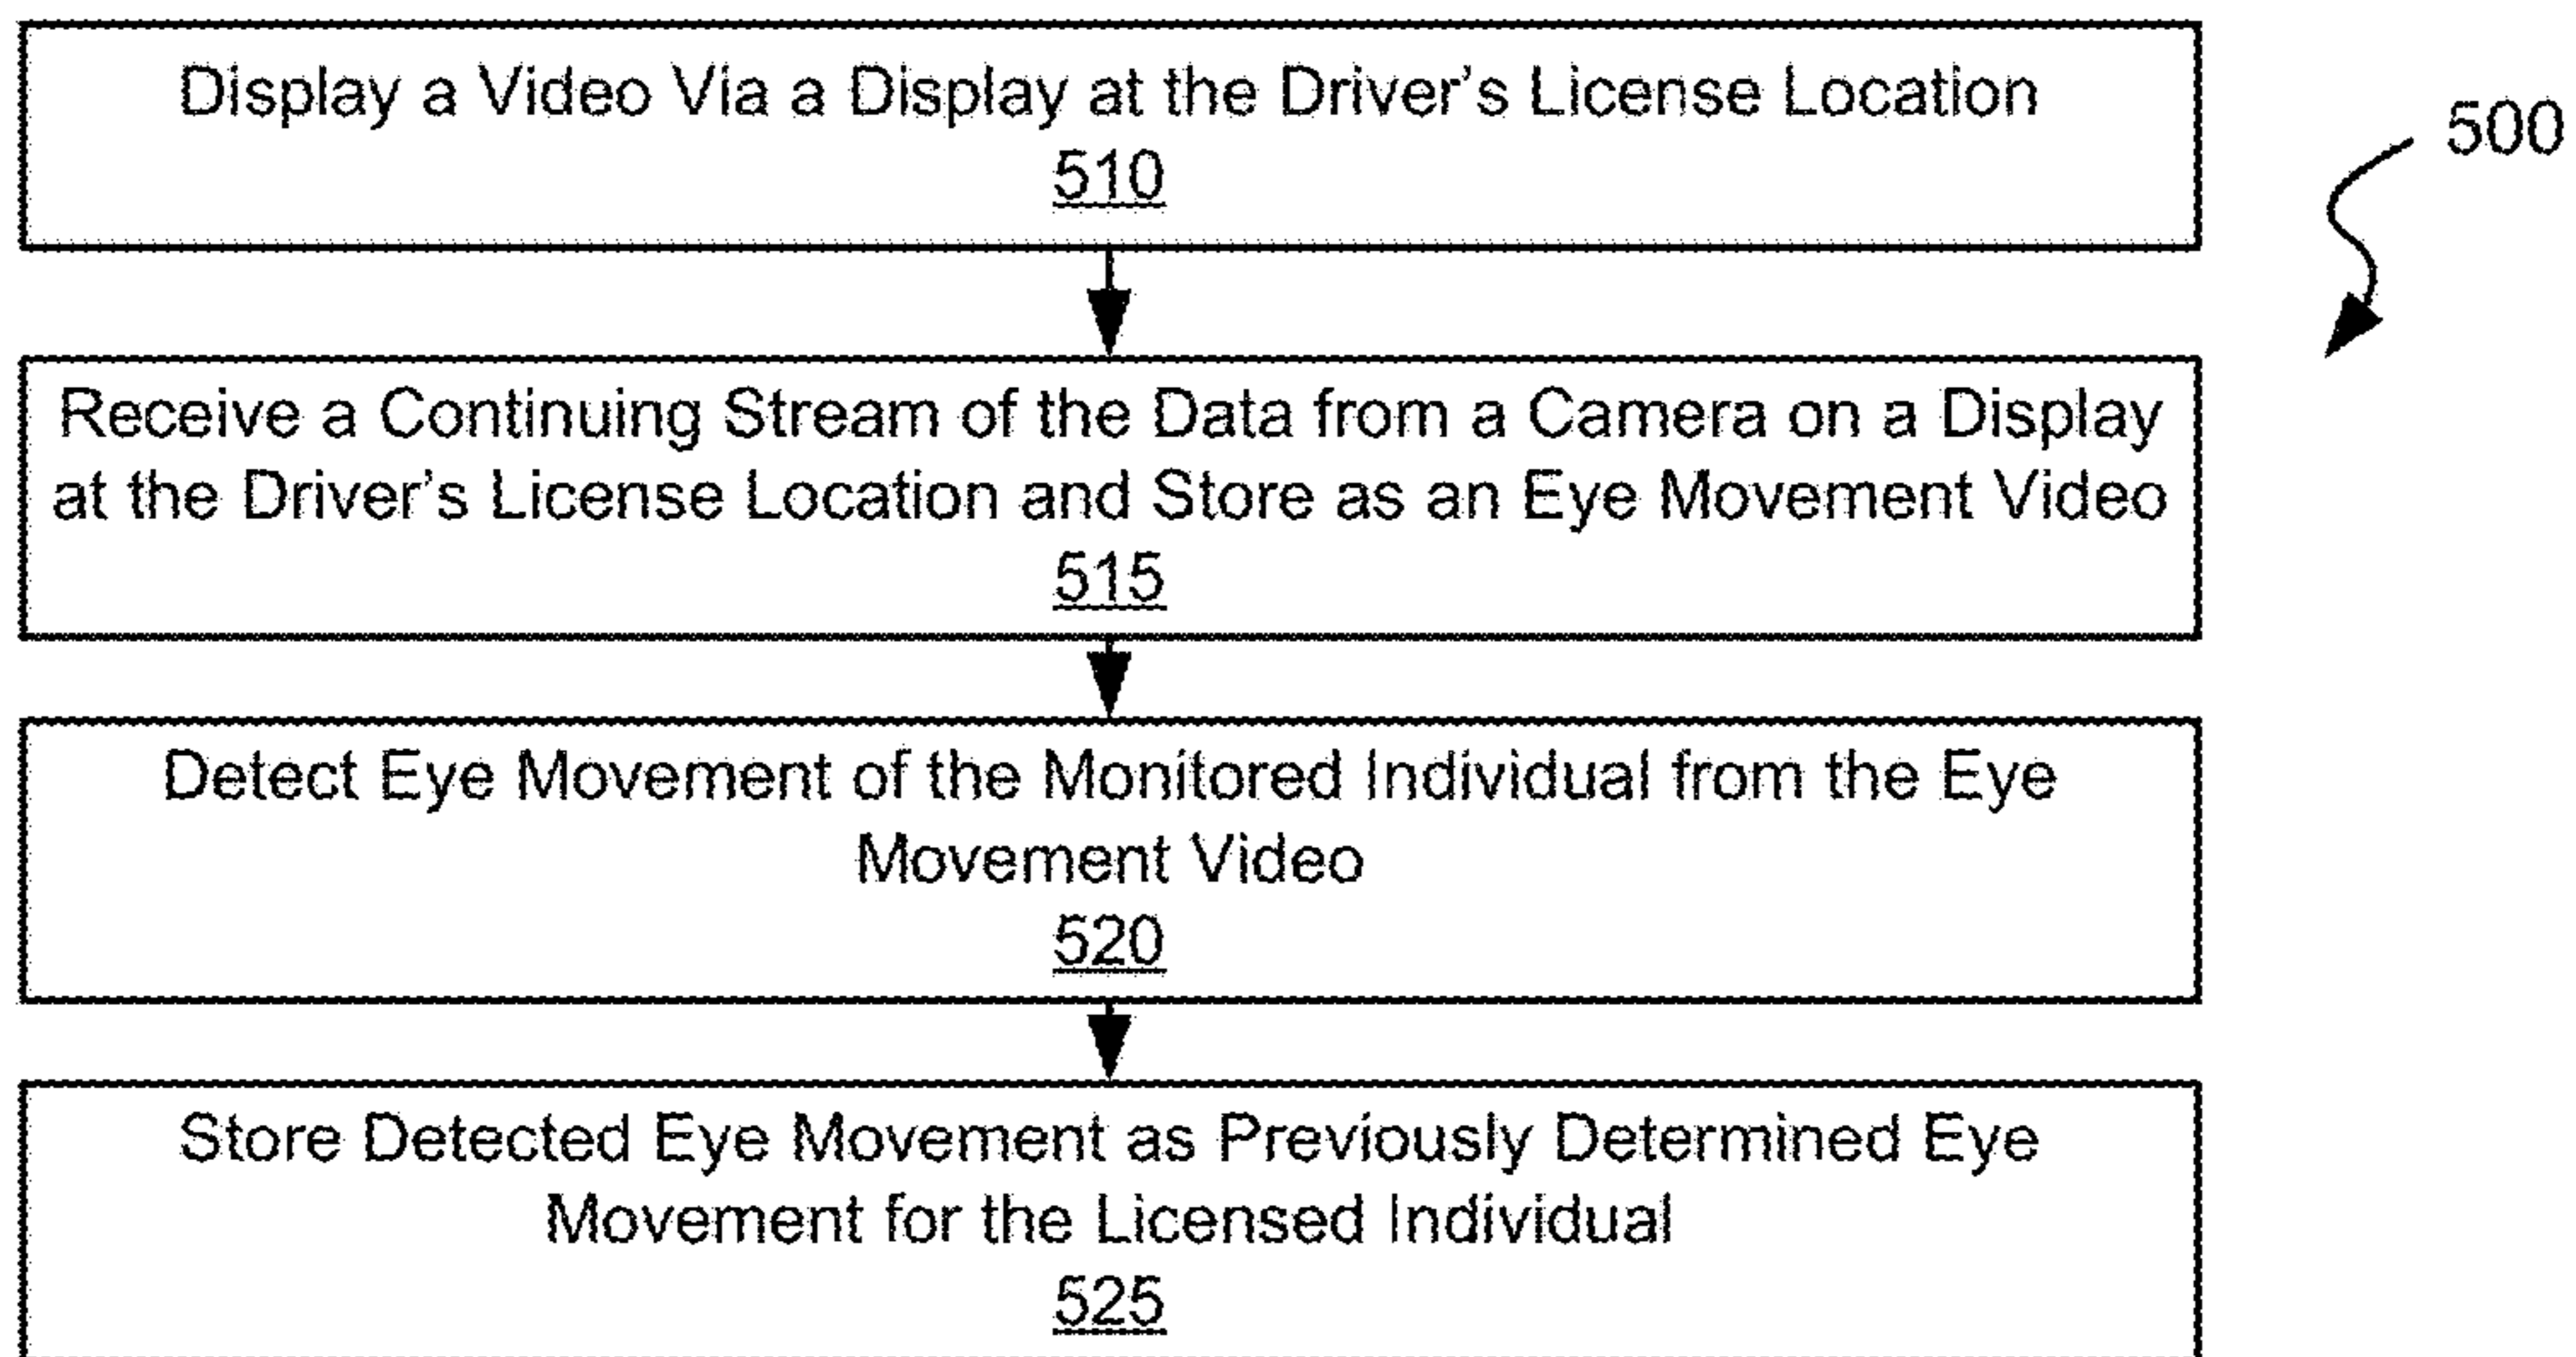 Display a Video Via a Display at the Driver's License Location
510
500
Receive a Continuing Stream of the Data from a Camera on a Display
at the Driver's License Location and Store as an Eye Movement Video
515
Detect Eye Movement of the Monitored Individual from the Eye
Movement Video
520
Store Detected Eye Movement as Previously Determined Eye
Movement for the Licensed Individual
525